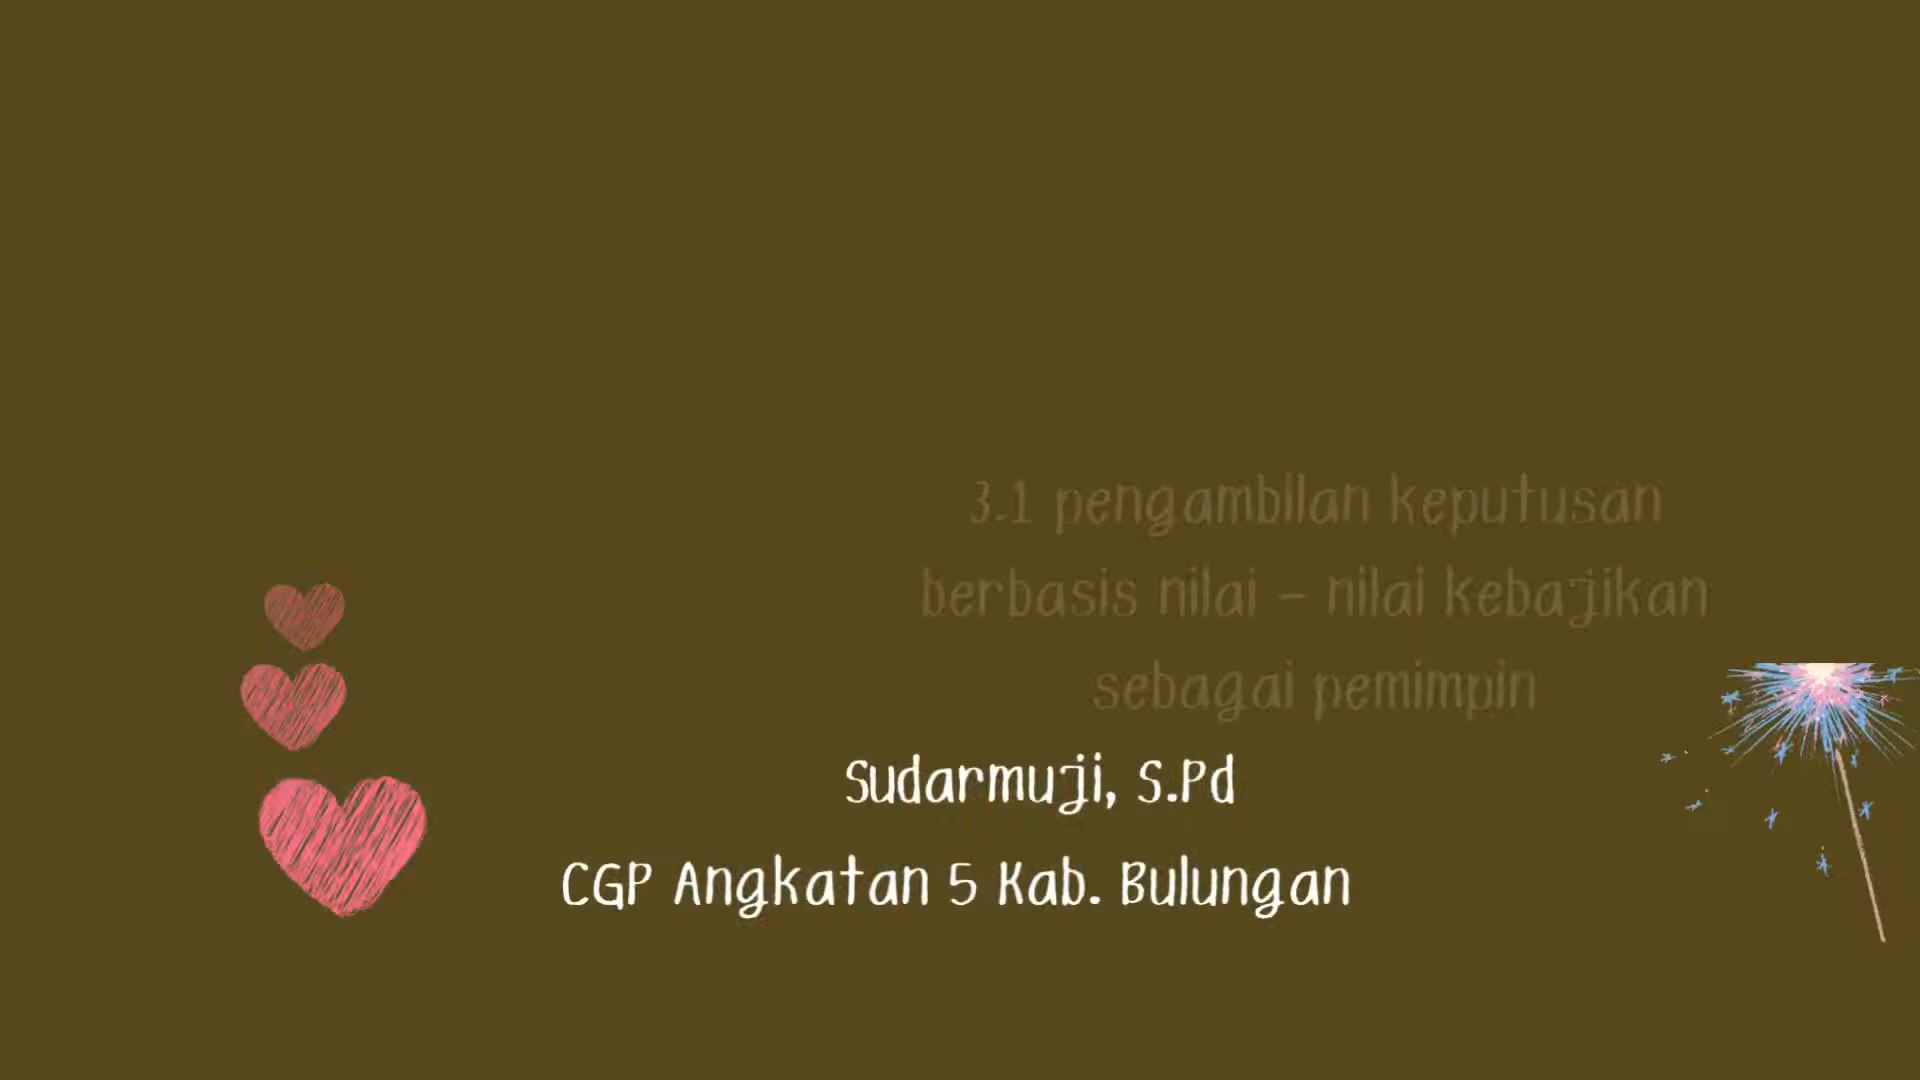 3.1 pengambilan keputusan
berbasis nilai - nilai kebajikan
sebagai pemimpin
Sudarmuji, S.Pd
CGP Angkatan 5 Kab. Bulungan